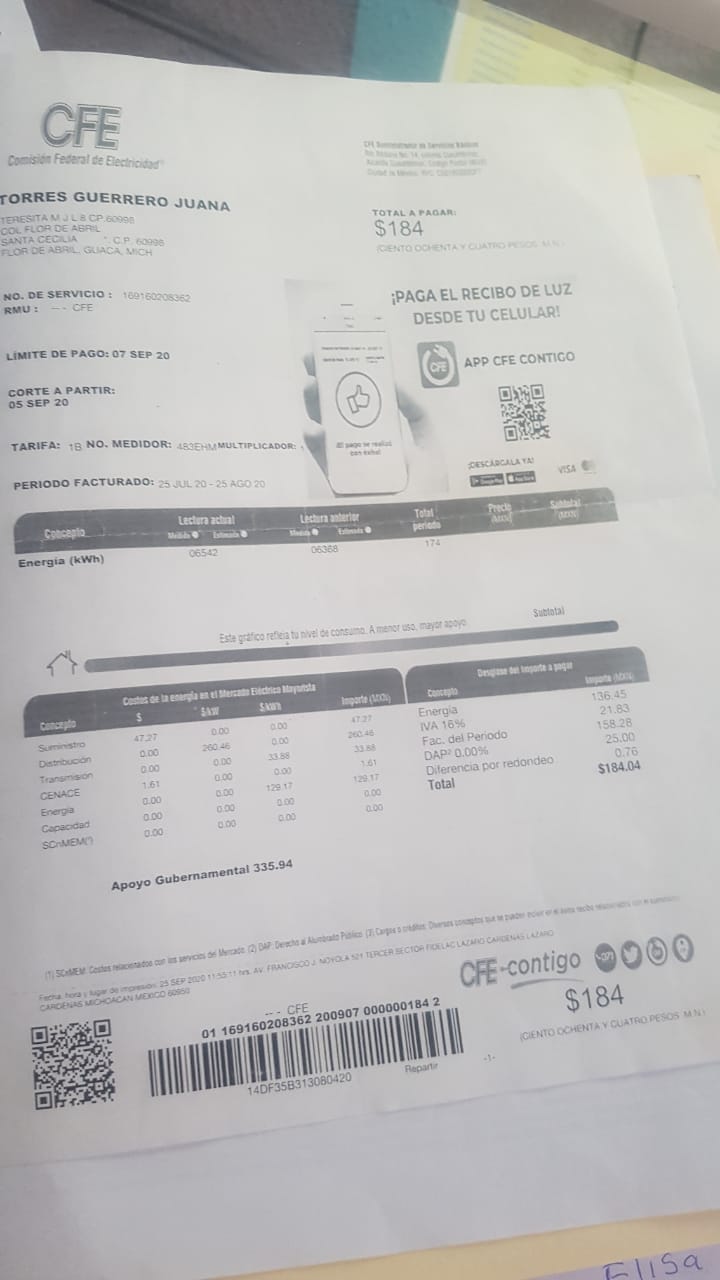 CFE
Comisión Federal de Electricidad
TORRES GUERRERO JUANA
TERESITA M J L 8 CP.60998
COL FLOR DE ABRIL
SANTA CECILIA C.P. 60998
FLOR DE ABRIL, GUACA, MICH
CFE Suministrador de Servicios Básicos
TOTAL A PAGAR:
$184
(CIENTO OCHENTA Y CUATRO PESOS M.N.)
NO. DE SERVICIO : 169160208362
RMU : -- - CFE
LÍMITE DE PAGO: 07 SEP 20
CORTE A PARTIR:
05 SEP 20
TARIFA: 1B NO. MEDIDOR: 483EHM MULTIPLICADOR:
PERIODO FACTURADO: 25 JUL 20 - 25 AGO 20
¡El pago se realizó
con éxito!
¡PAGA EL RECIBO DE LUZ
DESDE TU CELULAR!
CFE
APP CFE CONTIGO
¡DESCÁRGALA YA!
Google Play App Store
VISA
Concepto Lectura actual Lectura anterior Total periodo Precio (MXN) Subtotal (MXN)
Medida Estimada Medida Estimada
Energía (kWh) 06542 06368 174
Subtotal
Este gráfico refleja tu nivel de consumo. A menor uso, mayor apoyo.
Costos de la energía en el Mercado Eléctrico Mayorista
Concepto $ $/kW $/kWh Importe (MXN)
Suministro 47.27 0.00 0.00 47.27
Distribución 0.00 260.46 0.00 260.46
Transmisión 0.00 0.00 33.88 33.88
CENACE 1.61 0.00 0.00 1.61
Energía 0.00 0.00 129.17 129.17
Capacidad 0.00 0.00 0.00 0.00
SCnMEM(¹) 0.00 0.00 0.00 0.00
Desglose del importe a pagar
Concepto Importe (MXN)
Energía 136.45
IVA 16% 21.83
Fac. del Periodo 158.28
DAP² 0.00% 25.00
Diferencia por redondeo 0.76
Total $184.04
Apoyo Gubernamental 335.94
(1) SCnMEM: Costos relacionados con los servicios del Mercado. (2) DAP: Derecho al Alumbrado Público. (3) Cargos o créditos: Diversos conceptos que se pueden incluir en el aviso recibo relacionados con el suministro.
Fecha, hora y lugar de impresión: 25 SEP 2020 11:55:11 hrs. AV. FRANCISCO J. NOYOLA 521 TERCER SECTOR FIDELAC LAZARO CARDENAS LAZARO
CARDENAS MICHOACAN MEXICO 60950
CFE-contigo
071
-- - CFE
01 169160208362 200907 000000184 2
14DF35B313080420
Repartir
-1-
$184
(CIENTO OCHENTA Y CUATRO PESOS M.N.)
Elisa